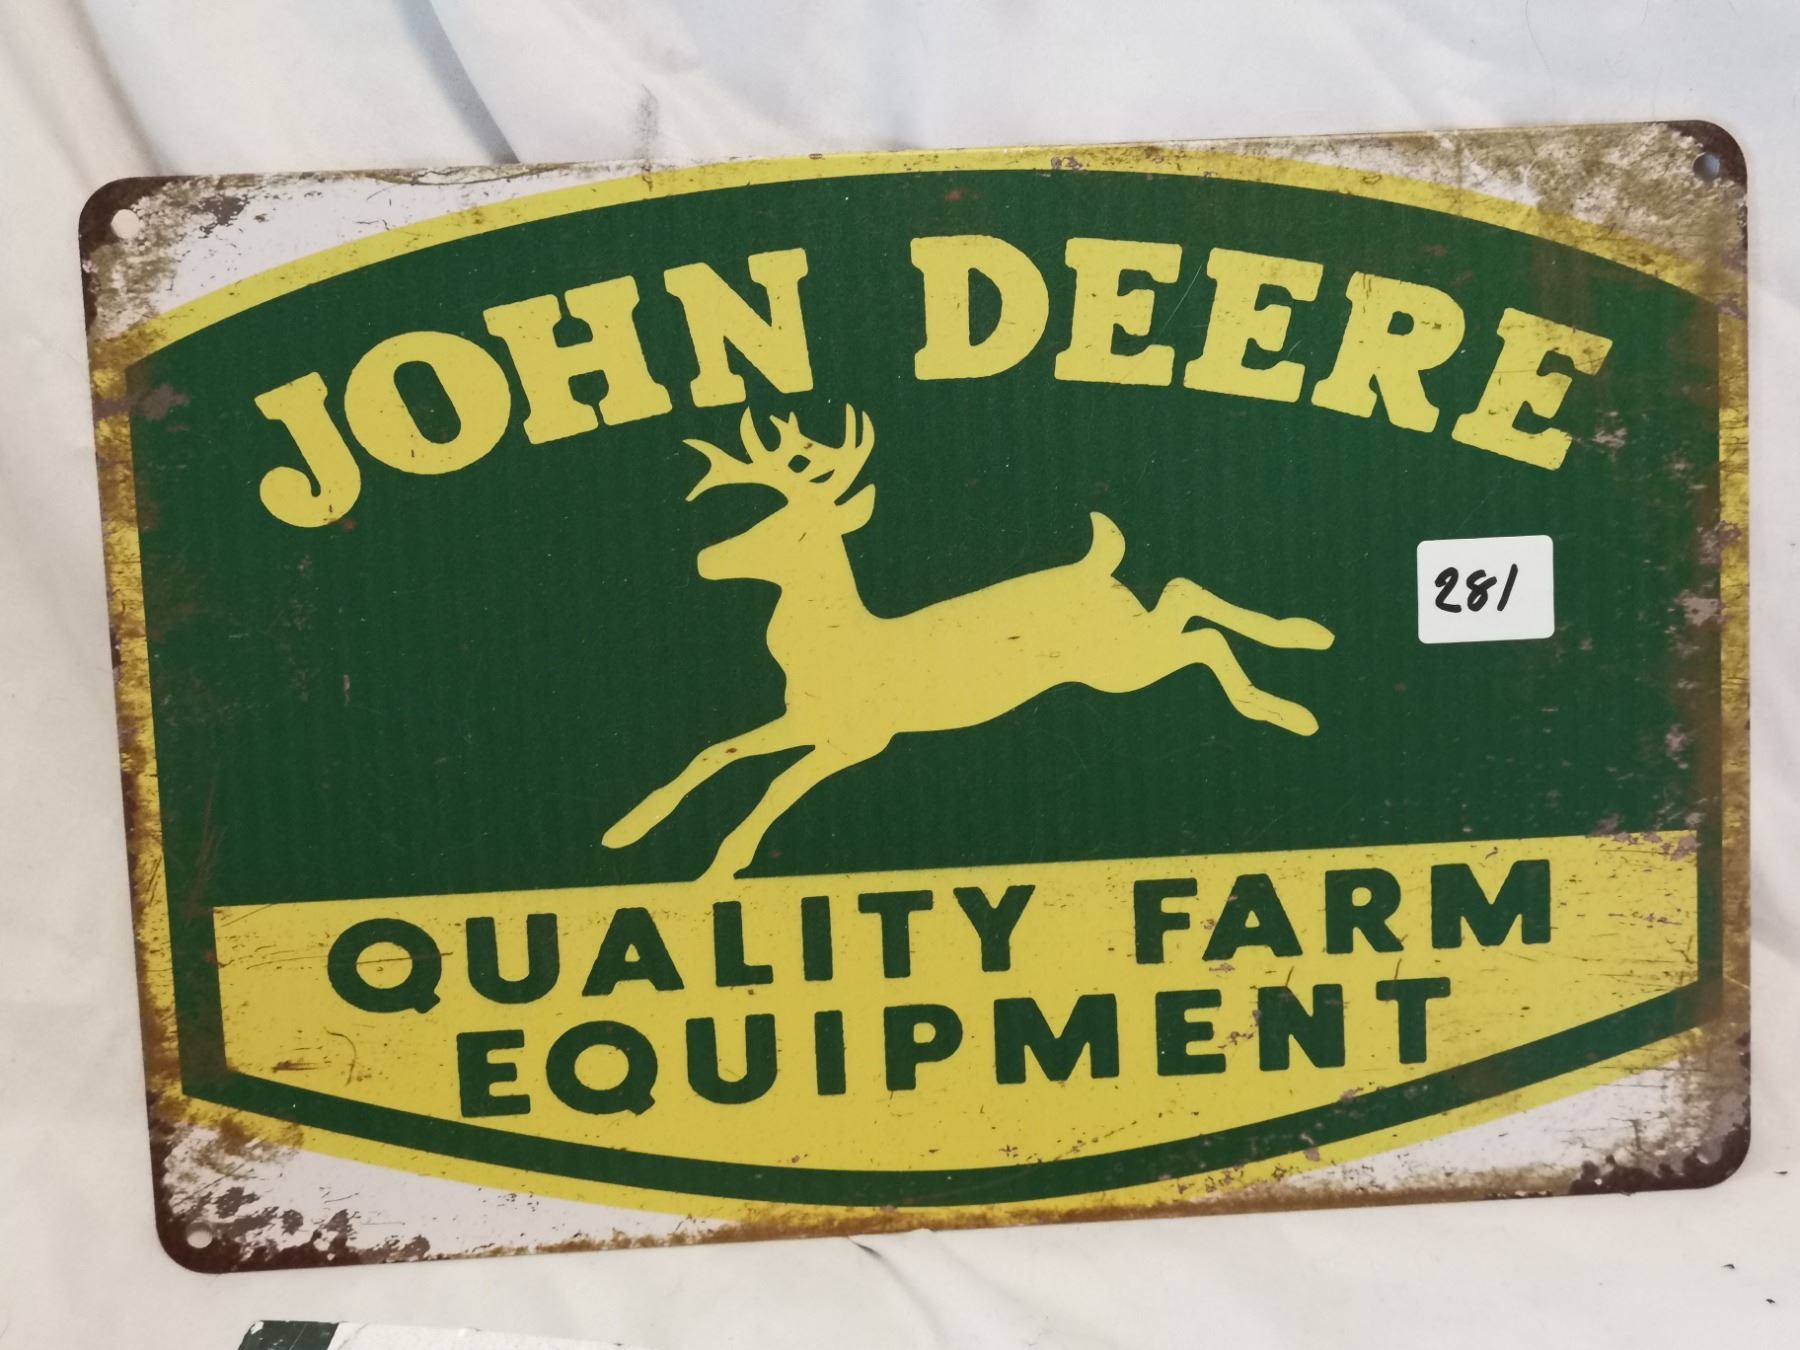 JOHN DEERE
281
QUALITY FARM
EQUIPMENT